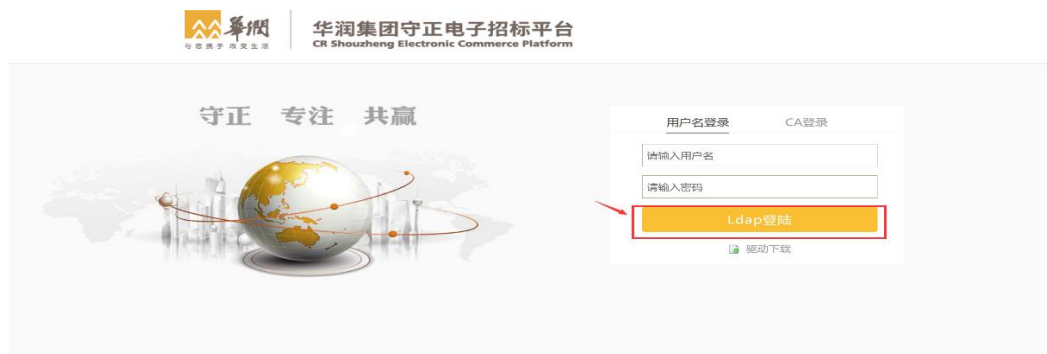 華潤
与您携手 改变生活
华润集团守正电子招标平台
CR Shouzheng Electronic Commerce Platform
守正 专注 共赢
用户名登录 CA登录
请输入用户名
请输入密码
Ldap登陆
驱动下载